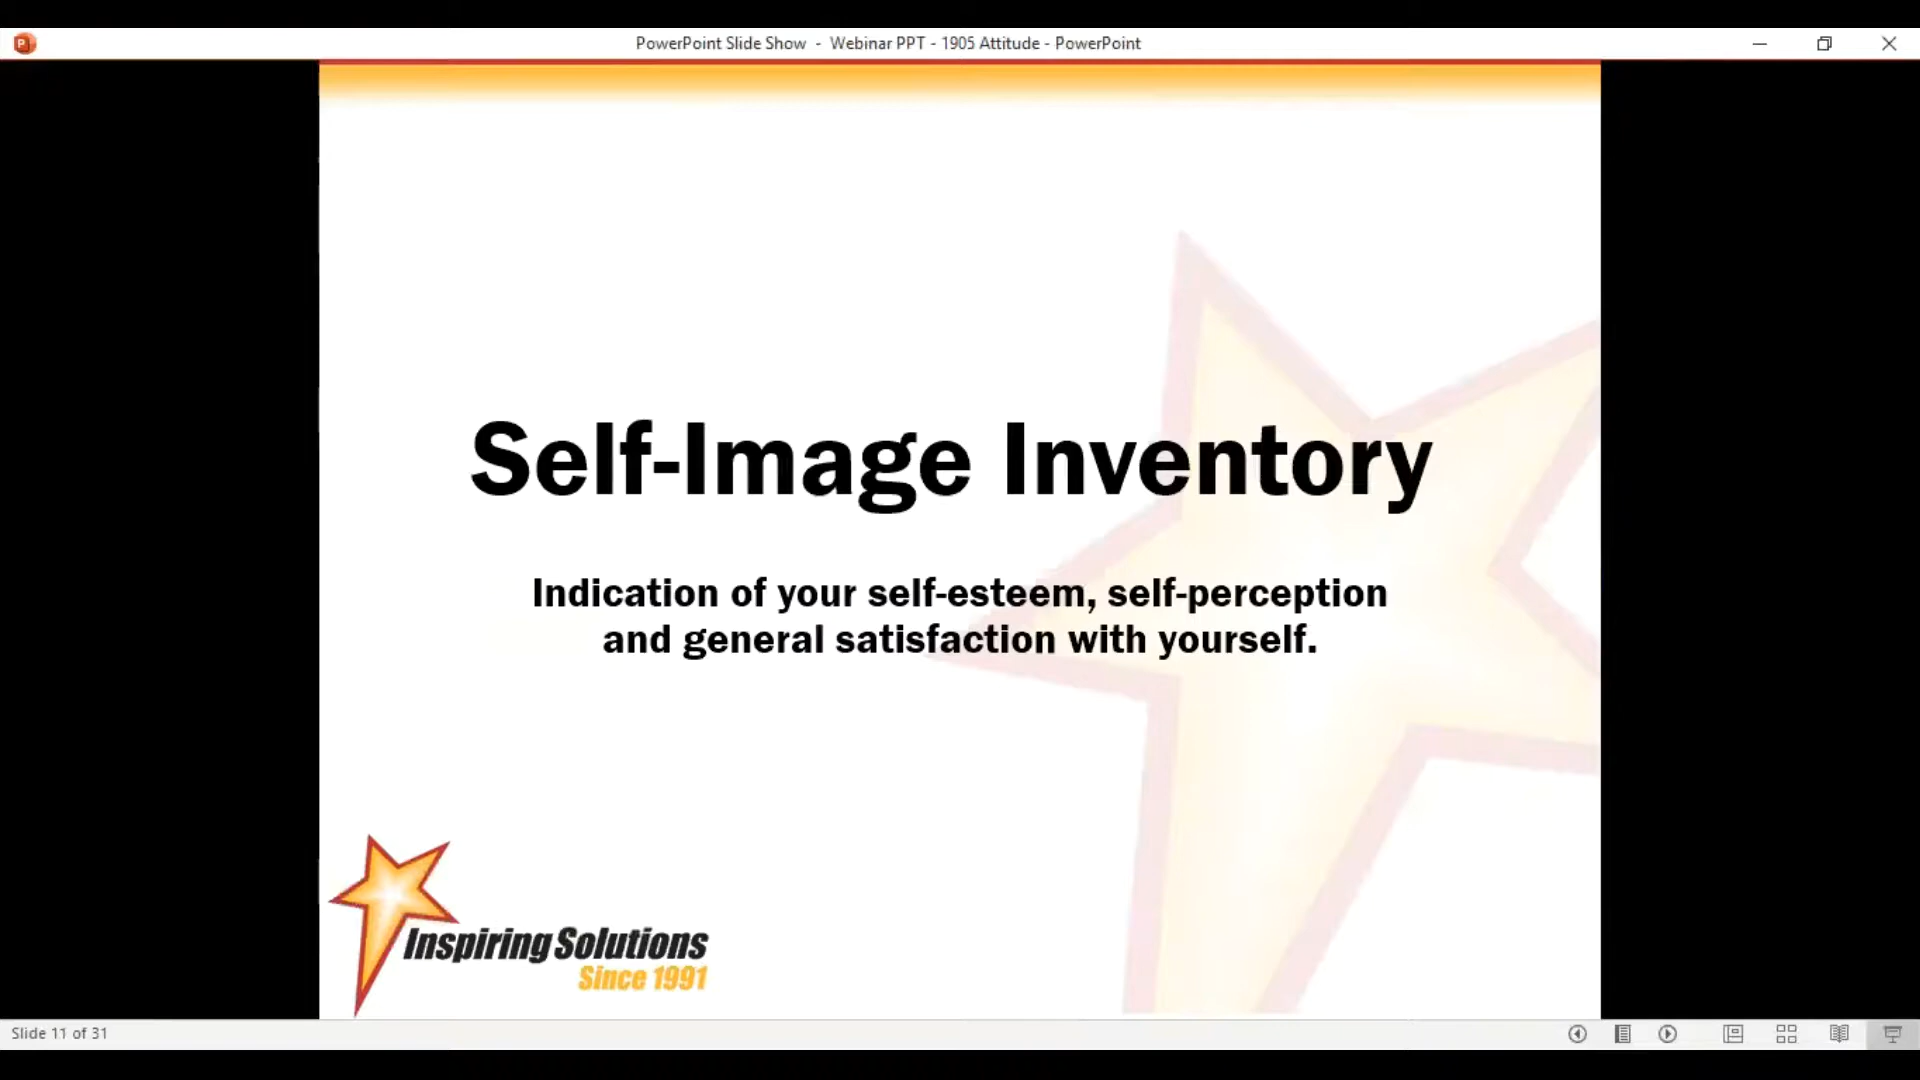 PowerPoint Slide Show - Webinar PPT - 1905 Attitude - PowerPoint
Self-Image Inventory
Indication of your self-esteem, self-perception
and general satisfaction with yourself.
Inspiring Solutions
Since 1991
Slide 11 of 31